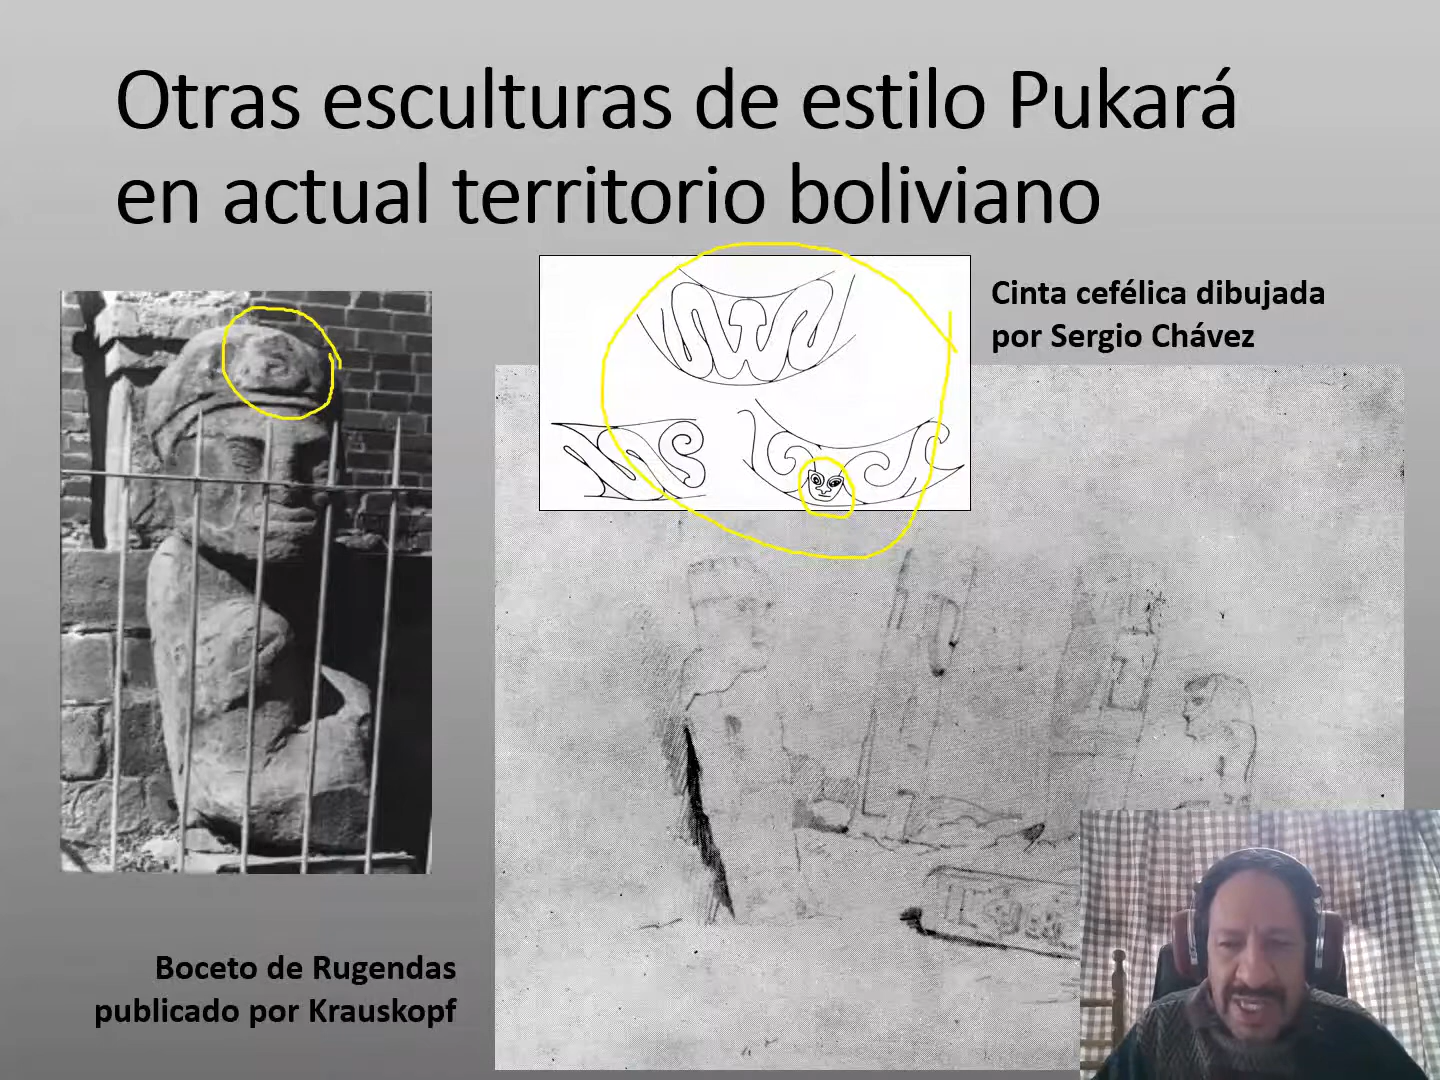 Otras esculturas de estilo Pukará
en actual territorio boliviano
Cinta cefélica dibujada
por Sergio Chávez
Boceto de Rugendas
publicado por Krauskopf